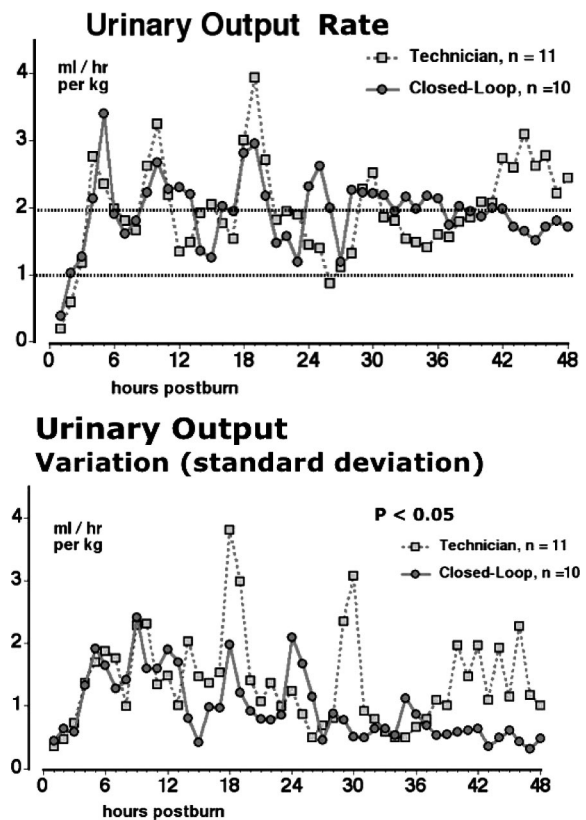 Urinary Output Rate
ml / hr
per kg
Technician, n = 11
Closed-Loop, n =10
4
3
2
1
0
0 6 12 18 24 30 36 42 48
hours postburn
Urinary Output
Variation (standard deviation)
P < 0.05
ml / hr
per kg
Technician, n = 11
Closed-Loop, n =10
4
3
2
1
0
0 6 12 18 24 30 36 42 48
hours postburn